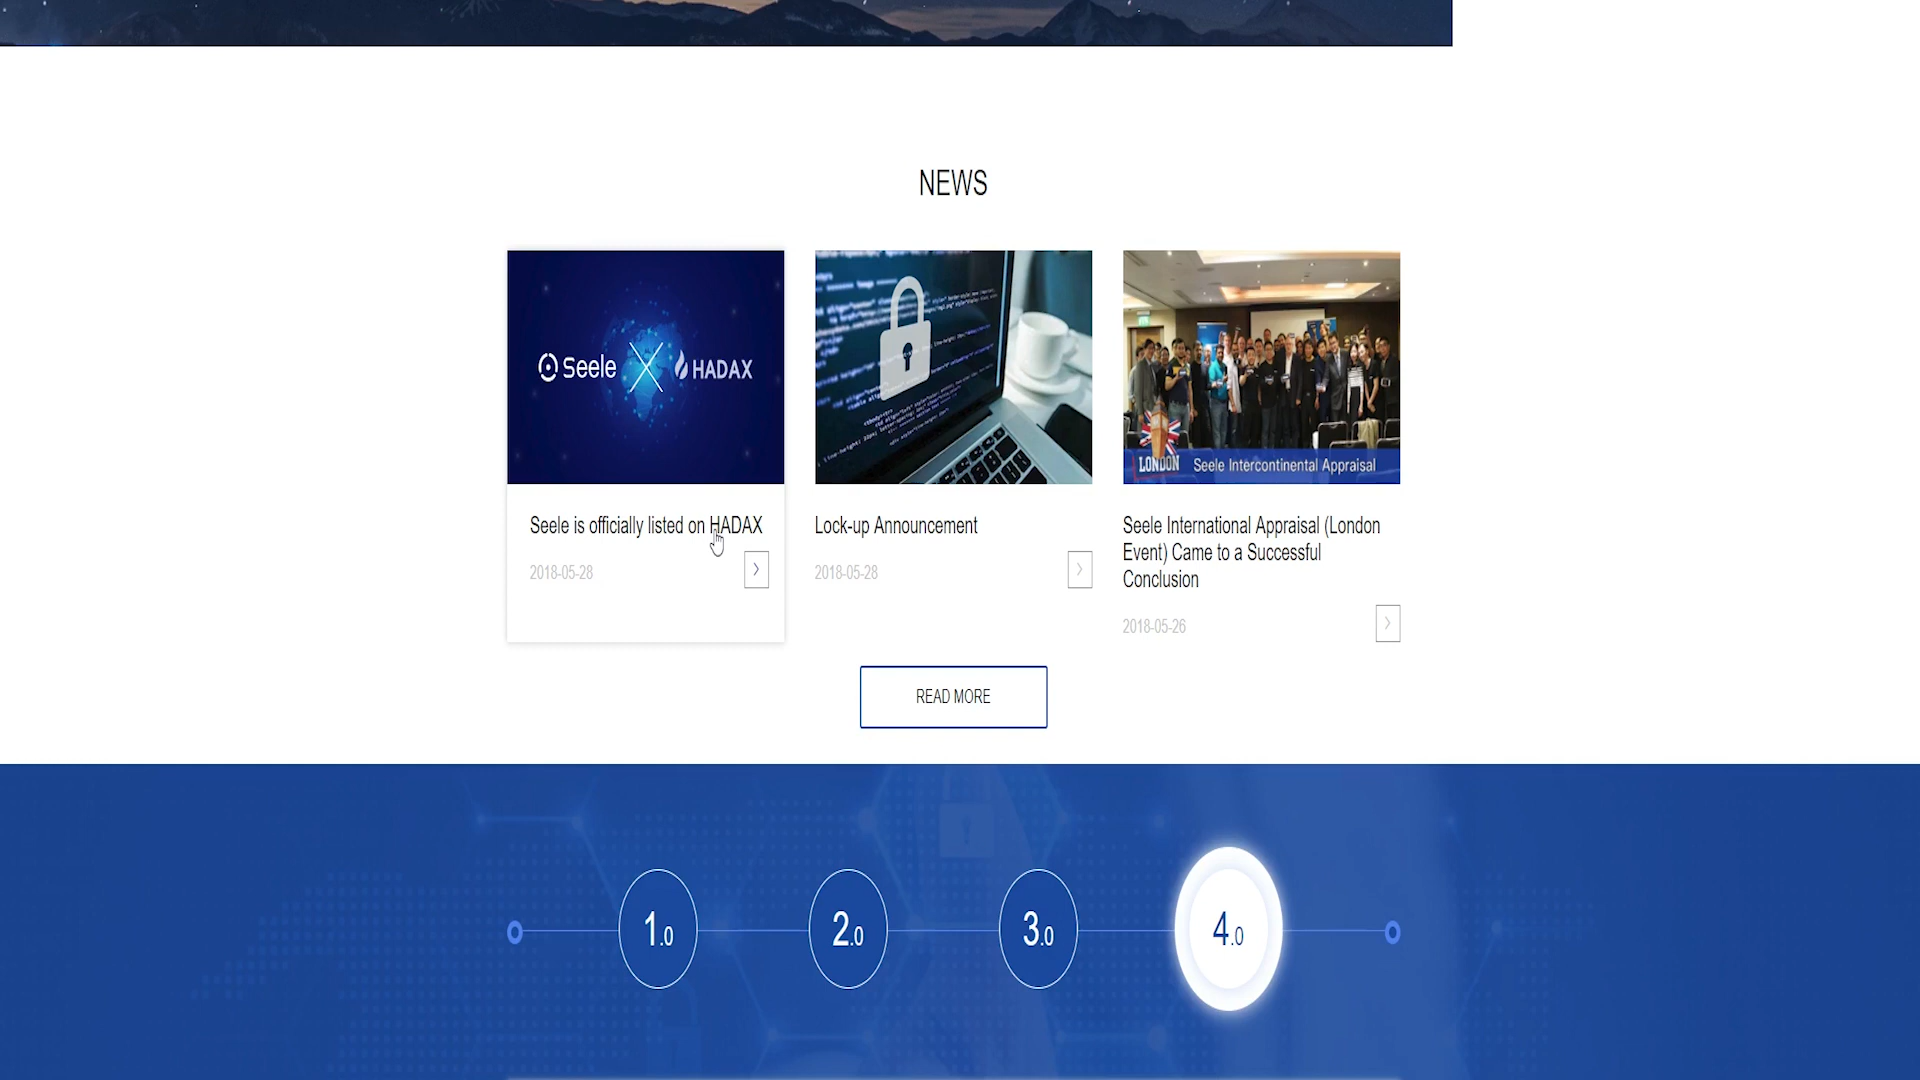 NEWS
Seele
HADAX
LONDON
Seele Intercontinental Appraisal
Seele is officially listed on HADAX
2018-05-28
Lock-up Announcement
2018-05-28
Seele International Appraisal (London
Event) Came to a Successful
Conclusion
2018-05-26
READ MORE
1.0
2.0
3.0
4.0